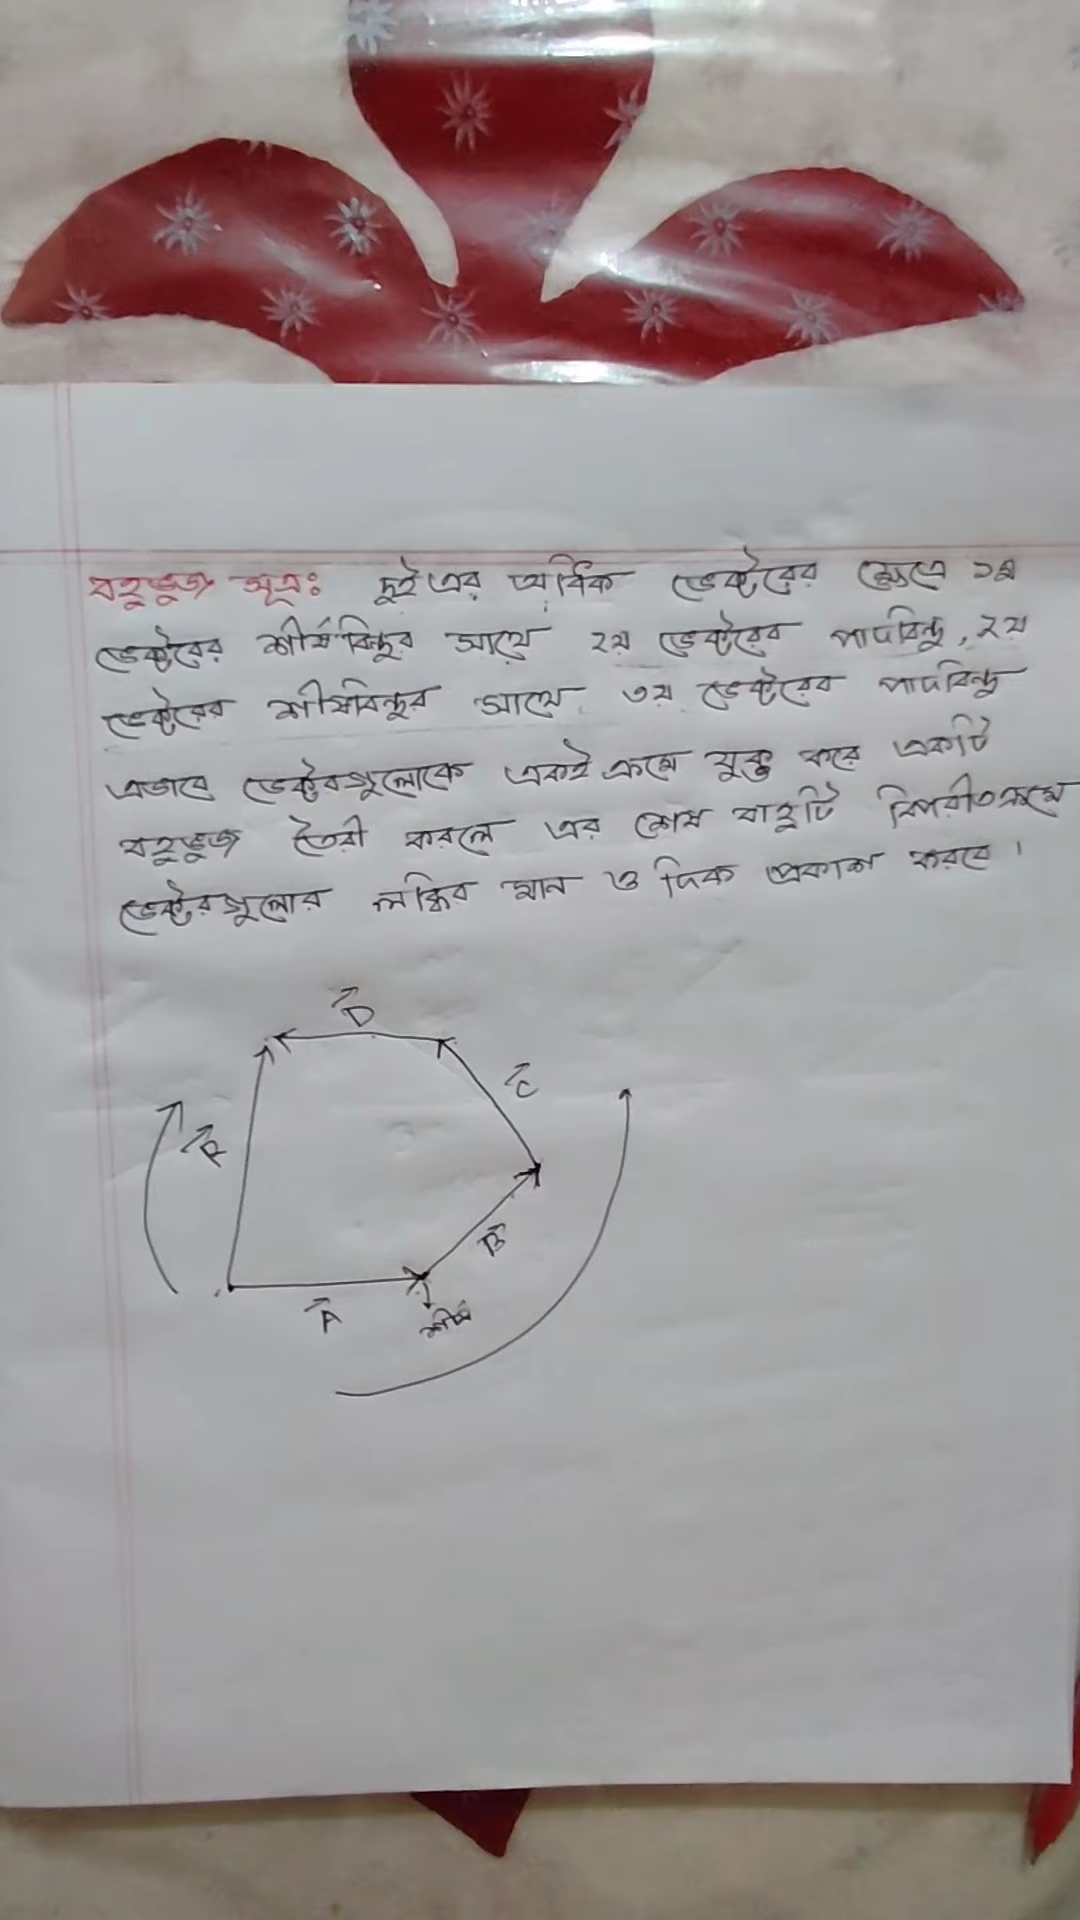 বহুভুজ সূত্রঃ দুই এর অধিক ভেক্টরের ক্ষেত্রে ১ম
ভেক্টরের শীর্ষবিন্দুর সাথে ২য় ভেক্টরের পাদবিন্দু, ২য়
ভেক্টরের শীর্ষবিন্দুর সাথে ৩য় ভেক্টরের পাদবিন্দু
এভাবে ভেক্টরগুলোকে একই ক্রমে যুক্ত করে একটি
বহুভুজ তৈরী করলে এর শেষ বাহুটি বিপরীতক্রমে
ভেক্টরগুলোর লব্ধির মান ও দিক প্রকাশ করবে।
D
C
R
B
A
শীর্ষ